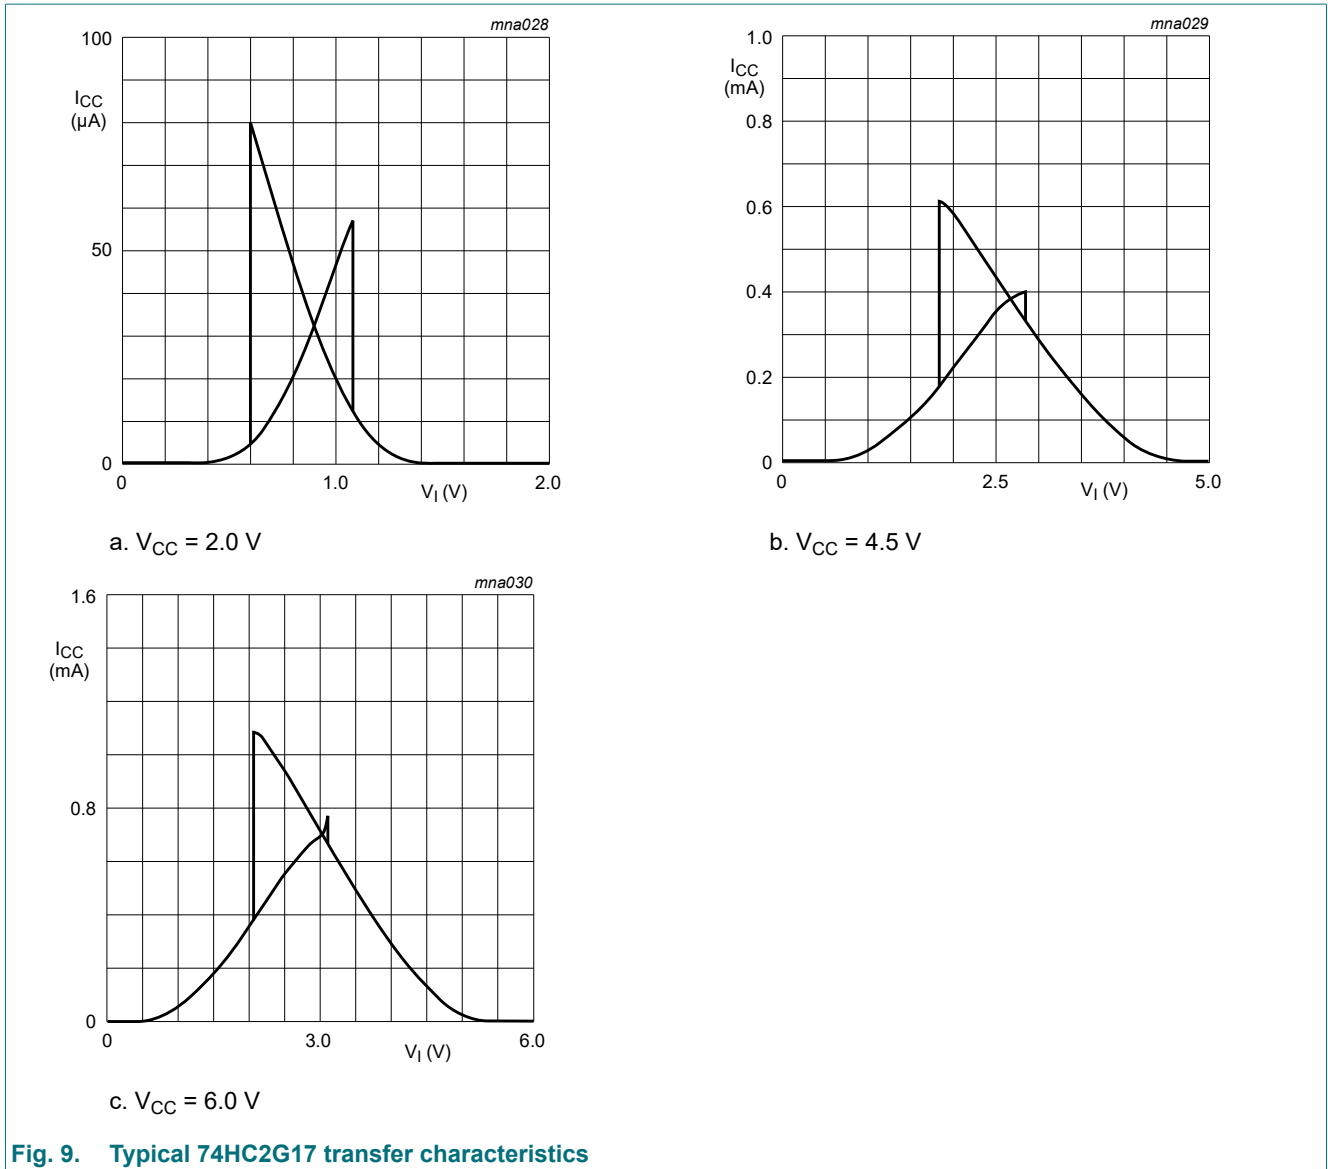 mna028
100
ICC
(µA)
50
0
0
1.0
VI (V)
2.0
a. VCC = 2.0 V
mna029
1.0
ICC
(mA)
0.8
0.6
0.4
0.2
0
0
2.5
VI (V)
5.0
b. VCC = 4.5 V
mna030
1.6
ICC
(mA)
0.8
0
0
3.0
VI (V)
6.0
c. VCC = 6.0 V
Fig. 9. Typical 74HC2G17 transfer characteristics